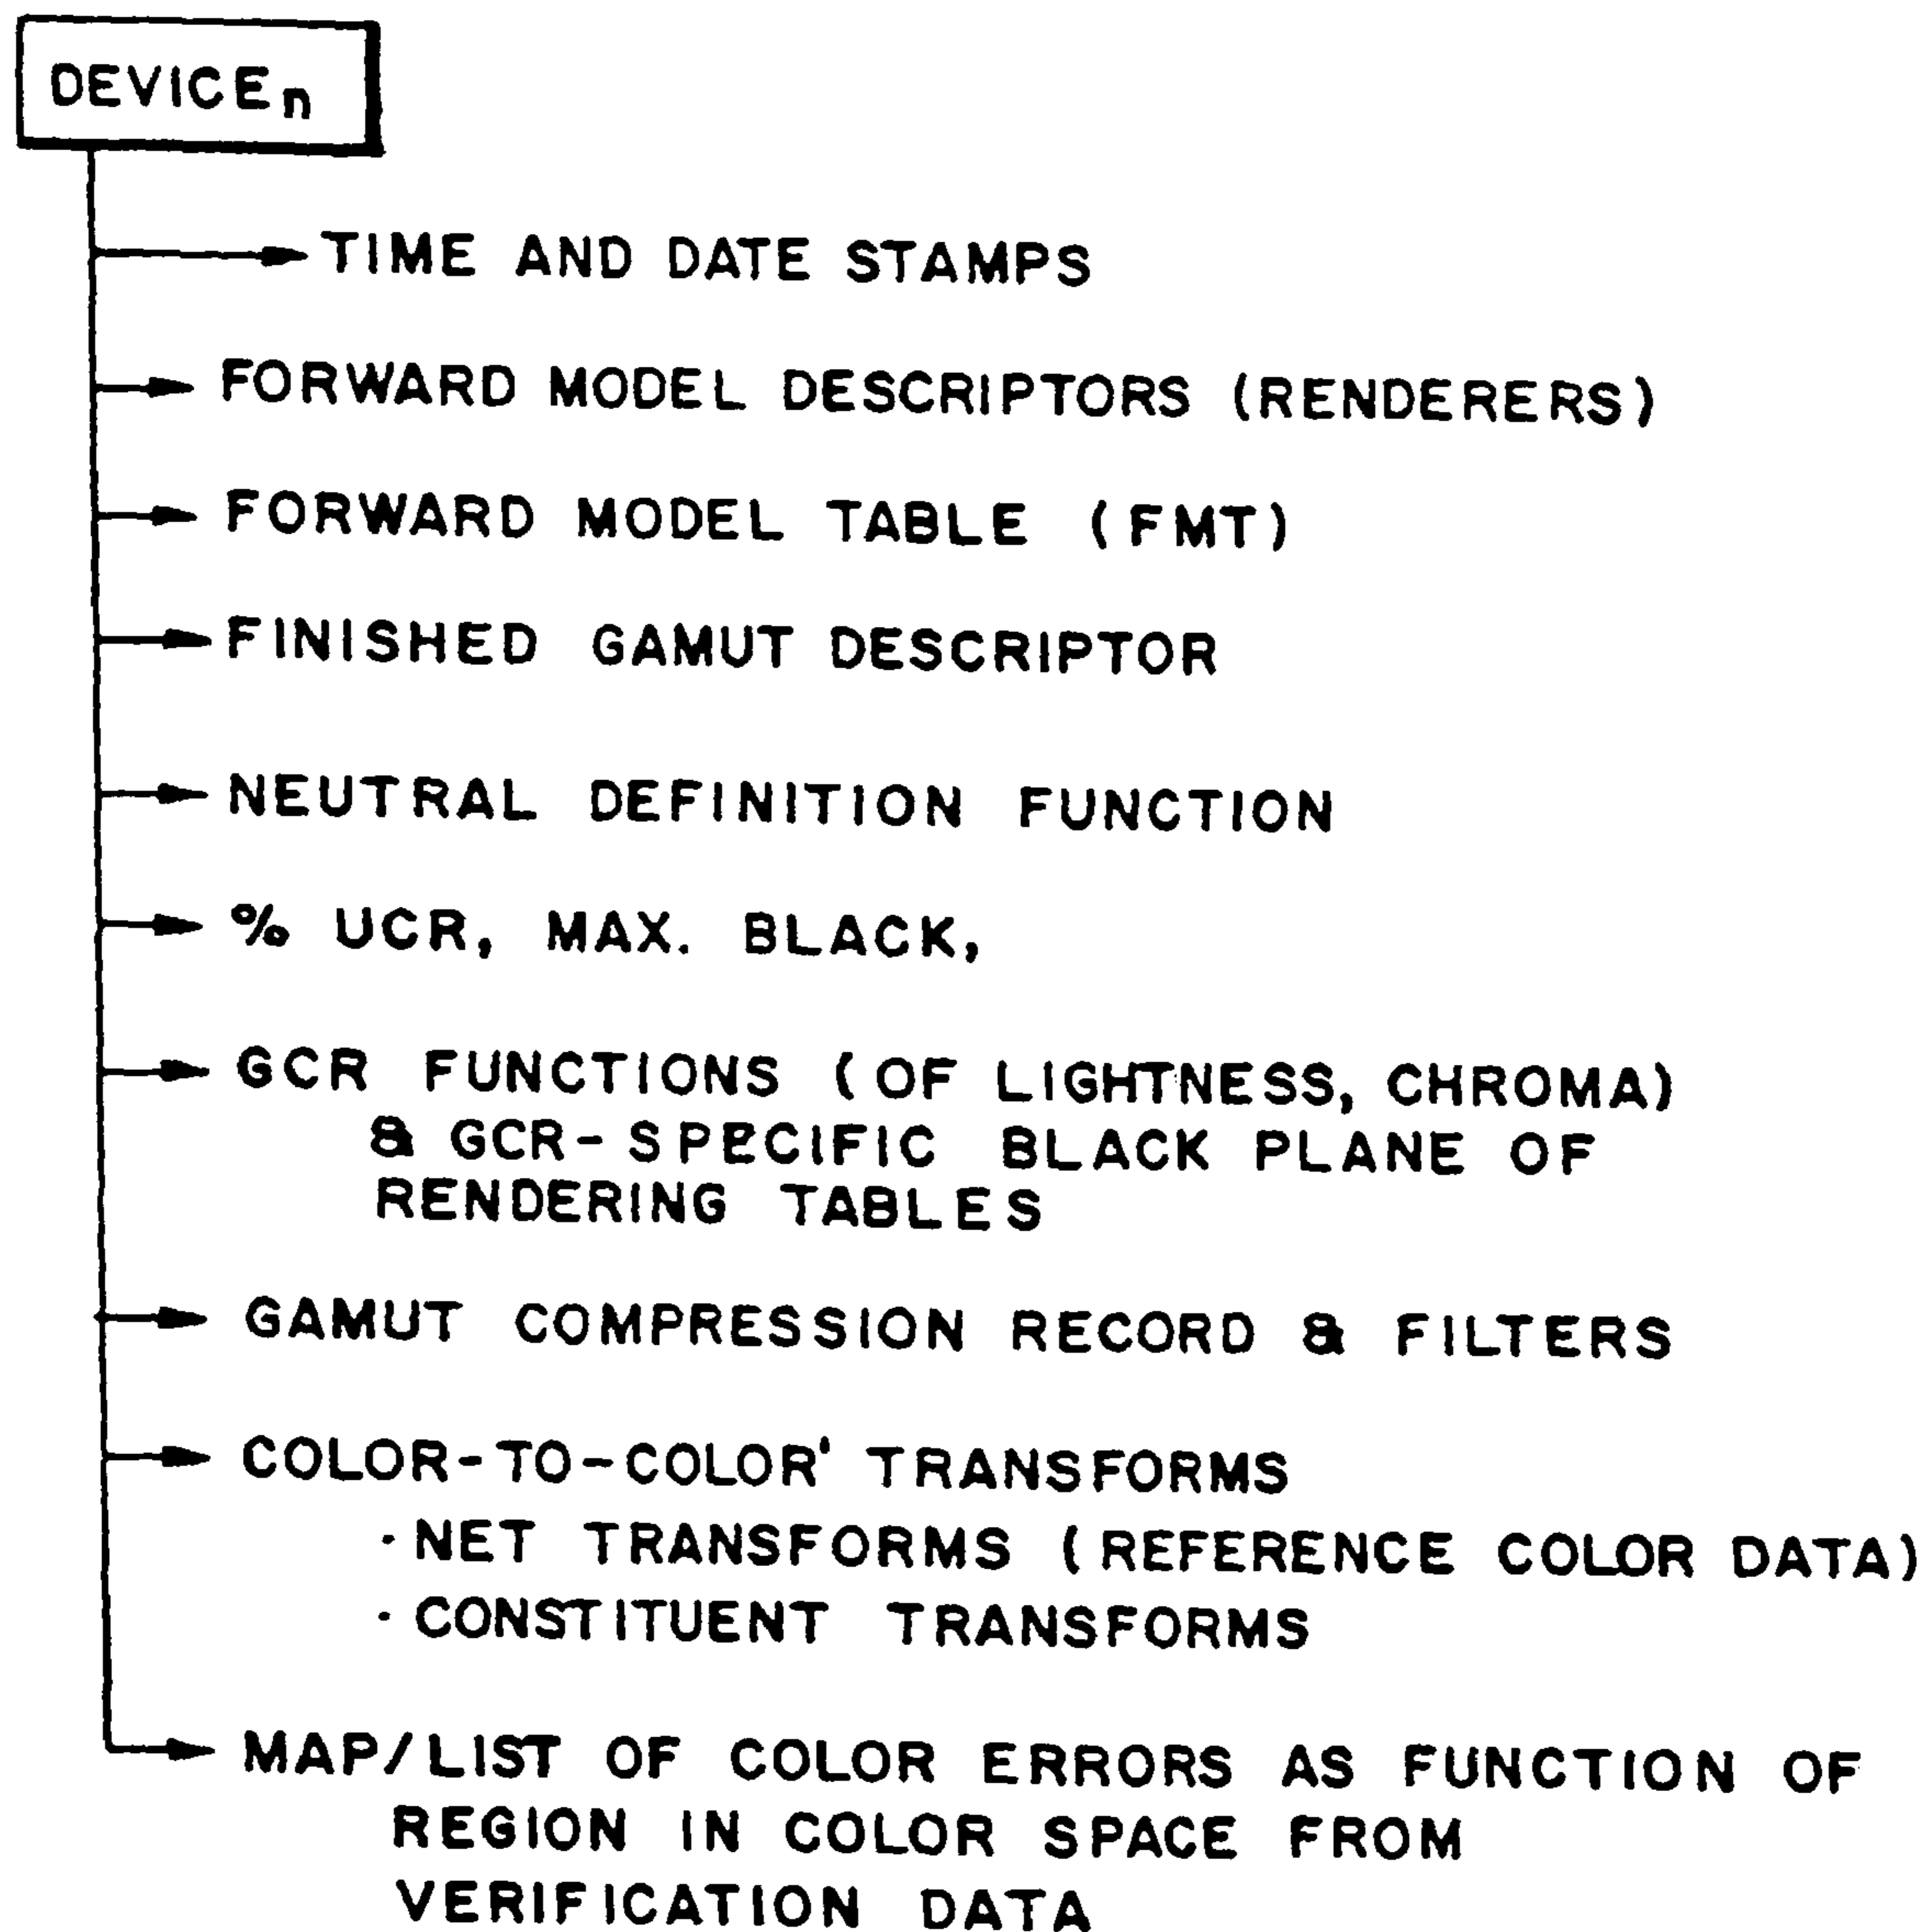 DEVICEn
TIME AND DATE STAMPS
FORWARD MODEL DESCRIPTORS (RENDERERS)
FORWARD MODEL TABLE (FMT)
FINISHED GAMUT DESCRIPTOR
NEUTRAL DEFINITION FUNCTION
% UCR, MAX. BLACK,
GCR FUNCTIONS (OF LIGHTNESS, CHROMA)
& GCR-SPECIFIC BLACK PLANE OF
RENDERING TABLES
GAMUT COMPRESSION RECORD & FILTERS
COLOR-TO-COLOR' TRANSFORMS
· NET TRANSFORMS (REFERENCE COLOR DATA)
· CONSTITUENT TRANSFORMS
MAP/LIST OF COLOR ERRORS AS FUNCTION OF
REGION IN COLOR SPACE FROM
VERIFICATION DATA